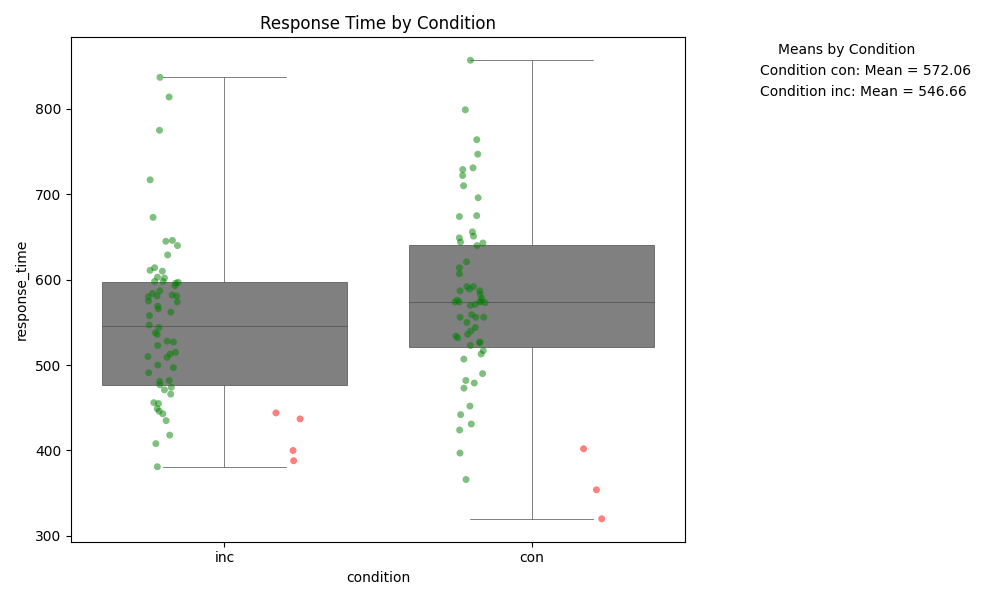 Response Time by Condition
Means by Condition
Condition con: Mean = 572.06
Condition inc: Mean = 546.66
800
700
600
500
400
300
response_time
inc
con
condition